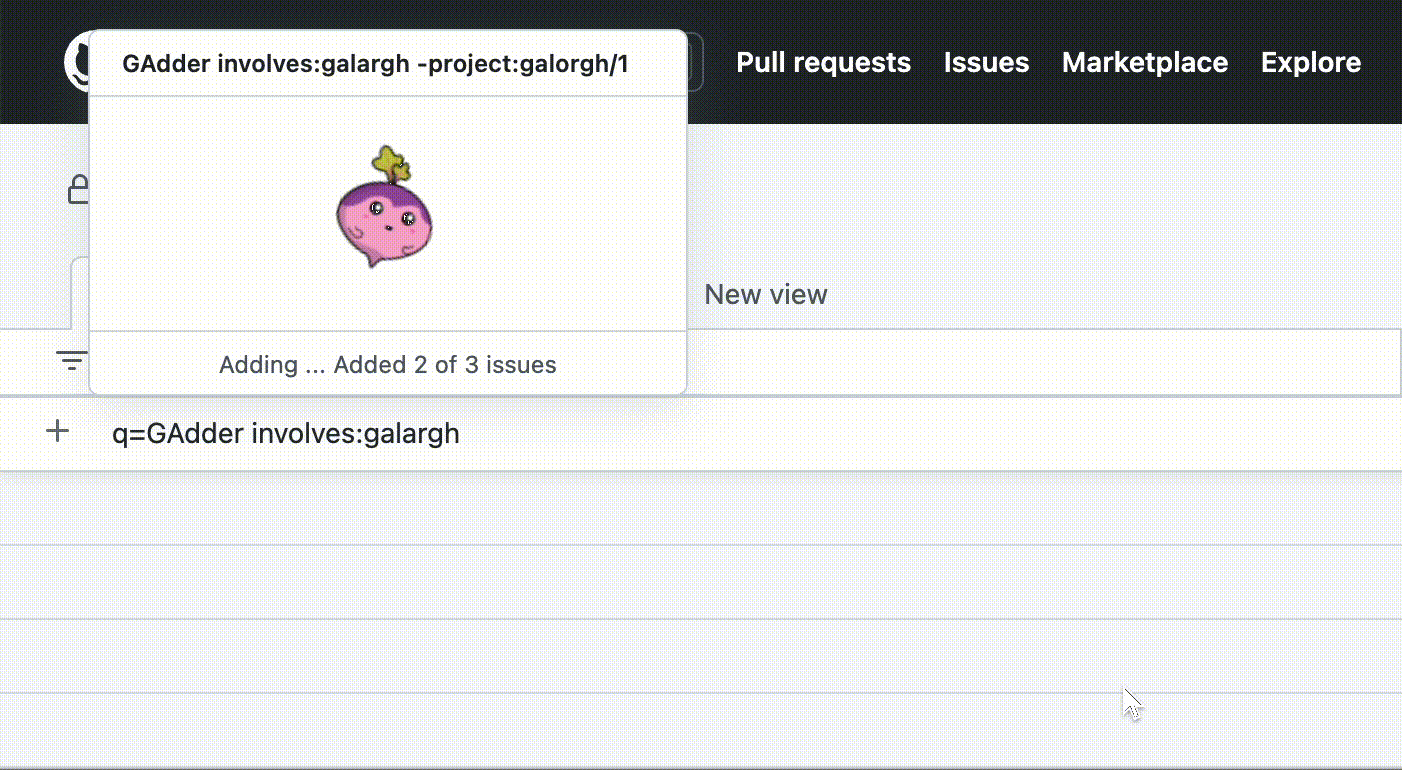 GAdder involves:galargh -project:galorgh/1
Pull requests Issues Marketplace Explore
New view
Adding ... Added 2 of 3 issues
q=GAdder involves:galargh